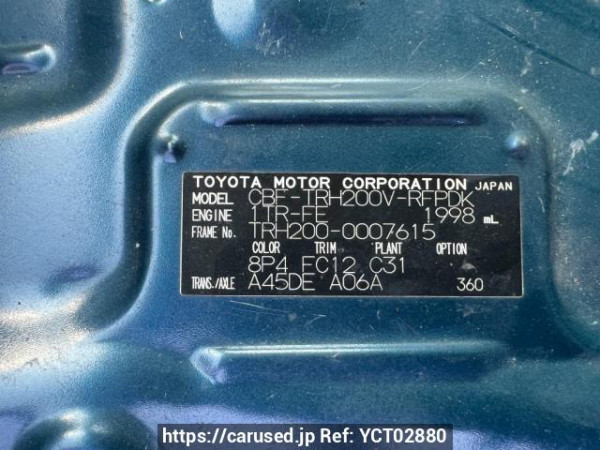 TOYOTA MOTOR CORPORATION JAPAN
MODEL CBF-TRH200V-RFPDK
ENGINE 1TR-FE 1998 mL
FRAME No. TRH200-0007615
COLOR TRIM PLANT OPTION
8P4 FC12 C31
TRANS./AXLE A45DE A06A 360
https://carused.jp Ref: YCT02880